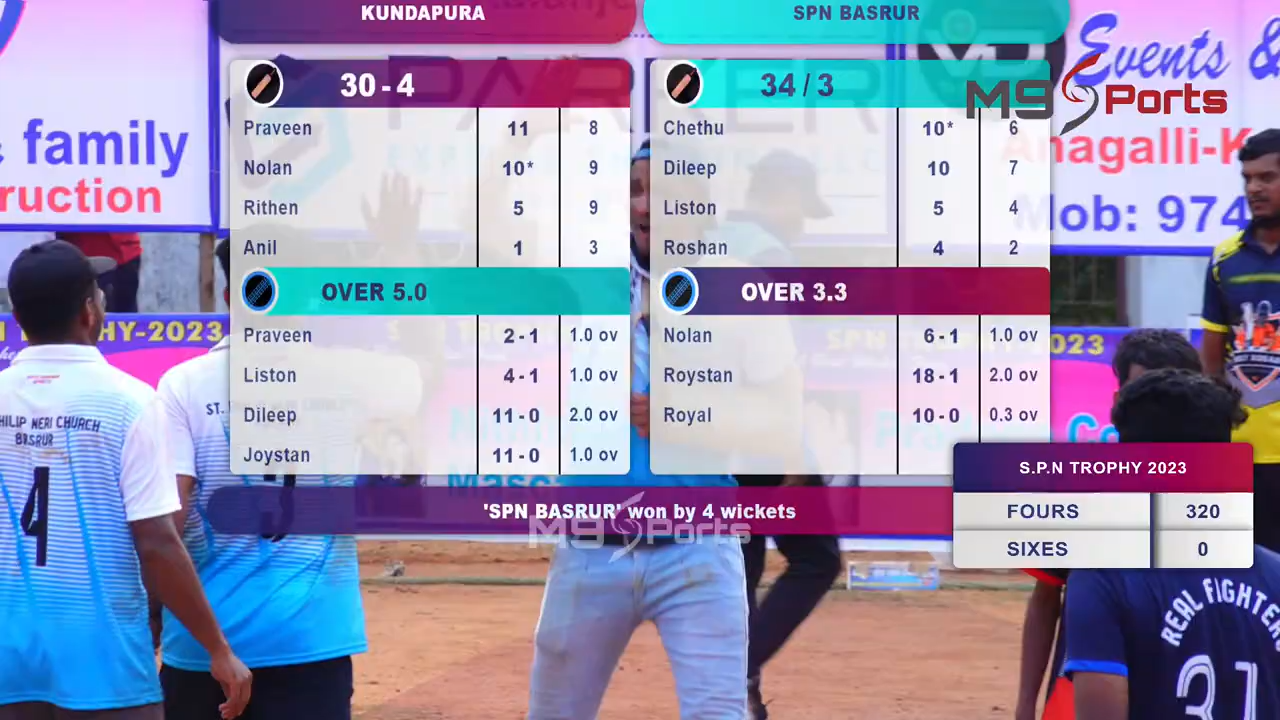 KUNDAPURA
SPN BASRUR
30 - 4
Praveen 11 8
Nolan 10* 9
Rithen 5 9
Anil 1 3
OVER 5.0
Praveen 2 - 1 1.0 ov
Liston 4 - 1 1.0 ov
Dileep 11 - 0 2.0 ov
Joystan 11 - 0 1.0 ov
34 / 3
Chethu 10* 6
Dileep 10 7
Liston 5 4
Roshan 4 2
OVER 3.3
Nolan 6 - 1 1.0 ov
Roystan 18 - 1 2.0 ov
Royal 10 - 0 0.3 ov
'SPN BASRUR' won by 4 wickets
M9 SPorts
S.P.N TROPHY 2023
FOURS 320
SIXES 0
M9 SPorts
Events &
Mob: 974
& family
ruction
TROPHY-2023
PARKER
HILIP NERI CHURCH
BASRUR
4
ST.
REAL FIGHTER
31